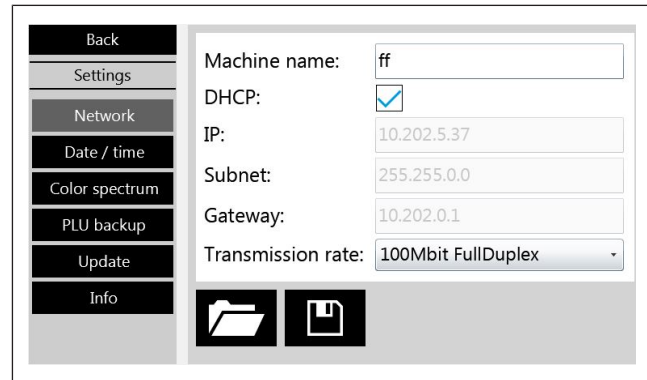 Back
Settings
Network
Date / time
Color spectrum
PLU backup
Update
Info
Machine name: ff
DHCP:
IP: 10.202.5.37
Subnet: 255.255.0.0
Gateway: 10.202.0.1
Transmission rate: 100Mbit FullDuplex